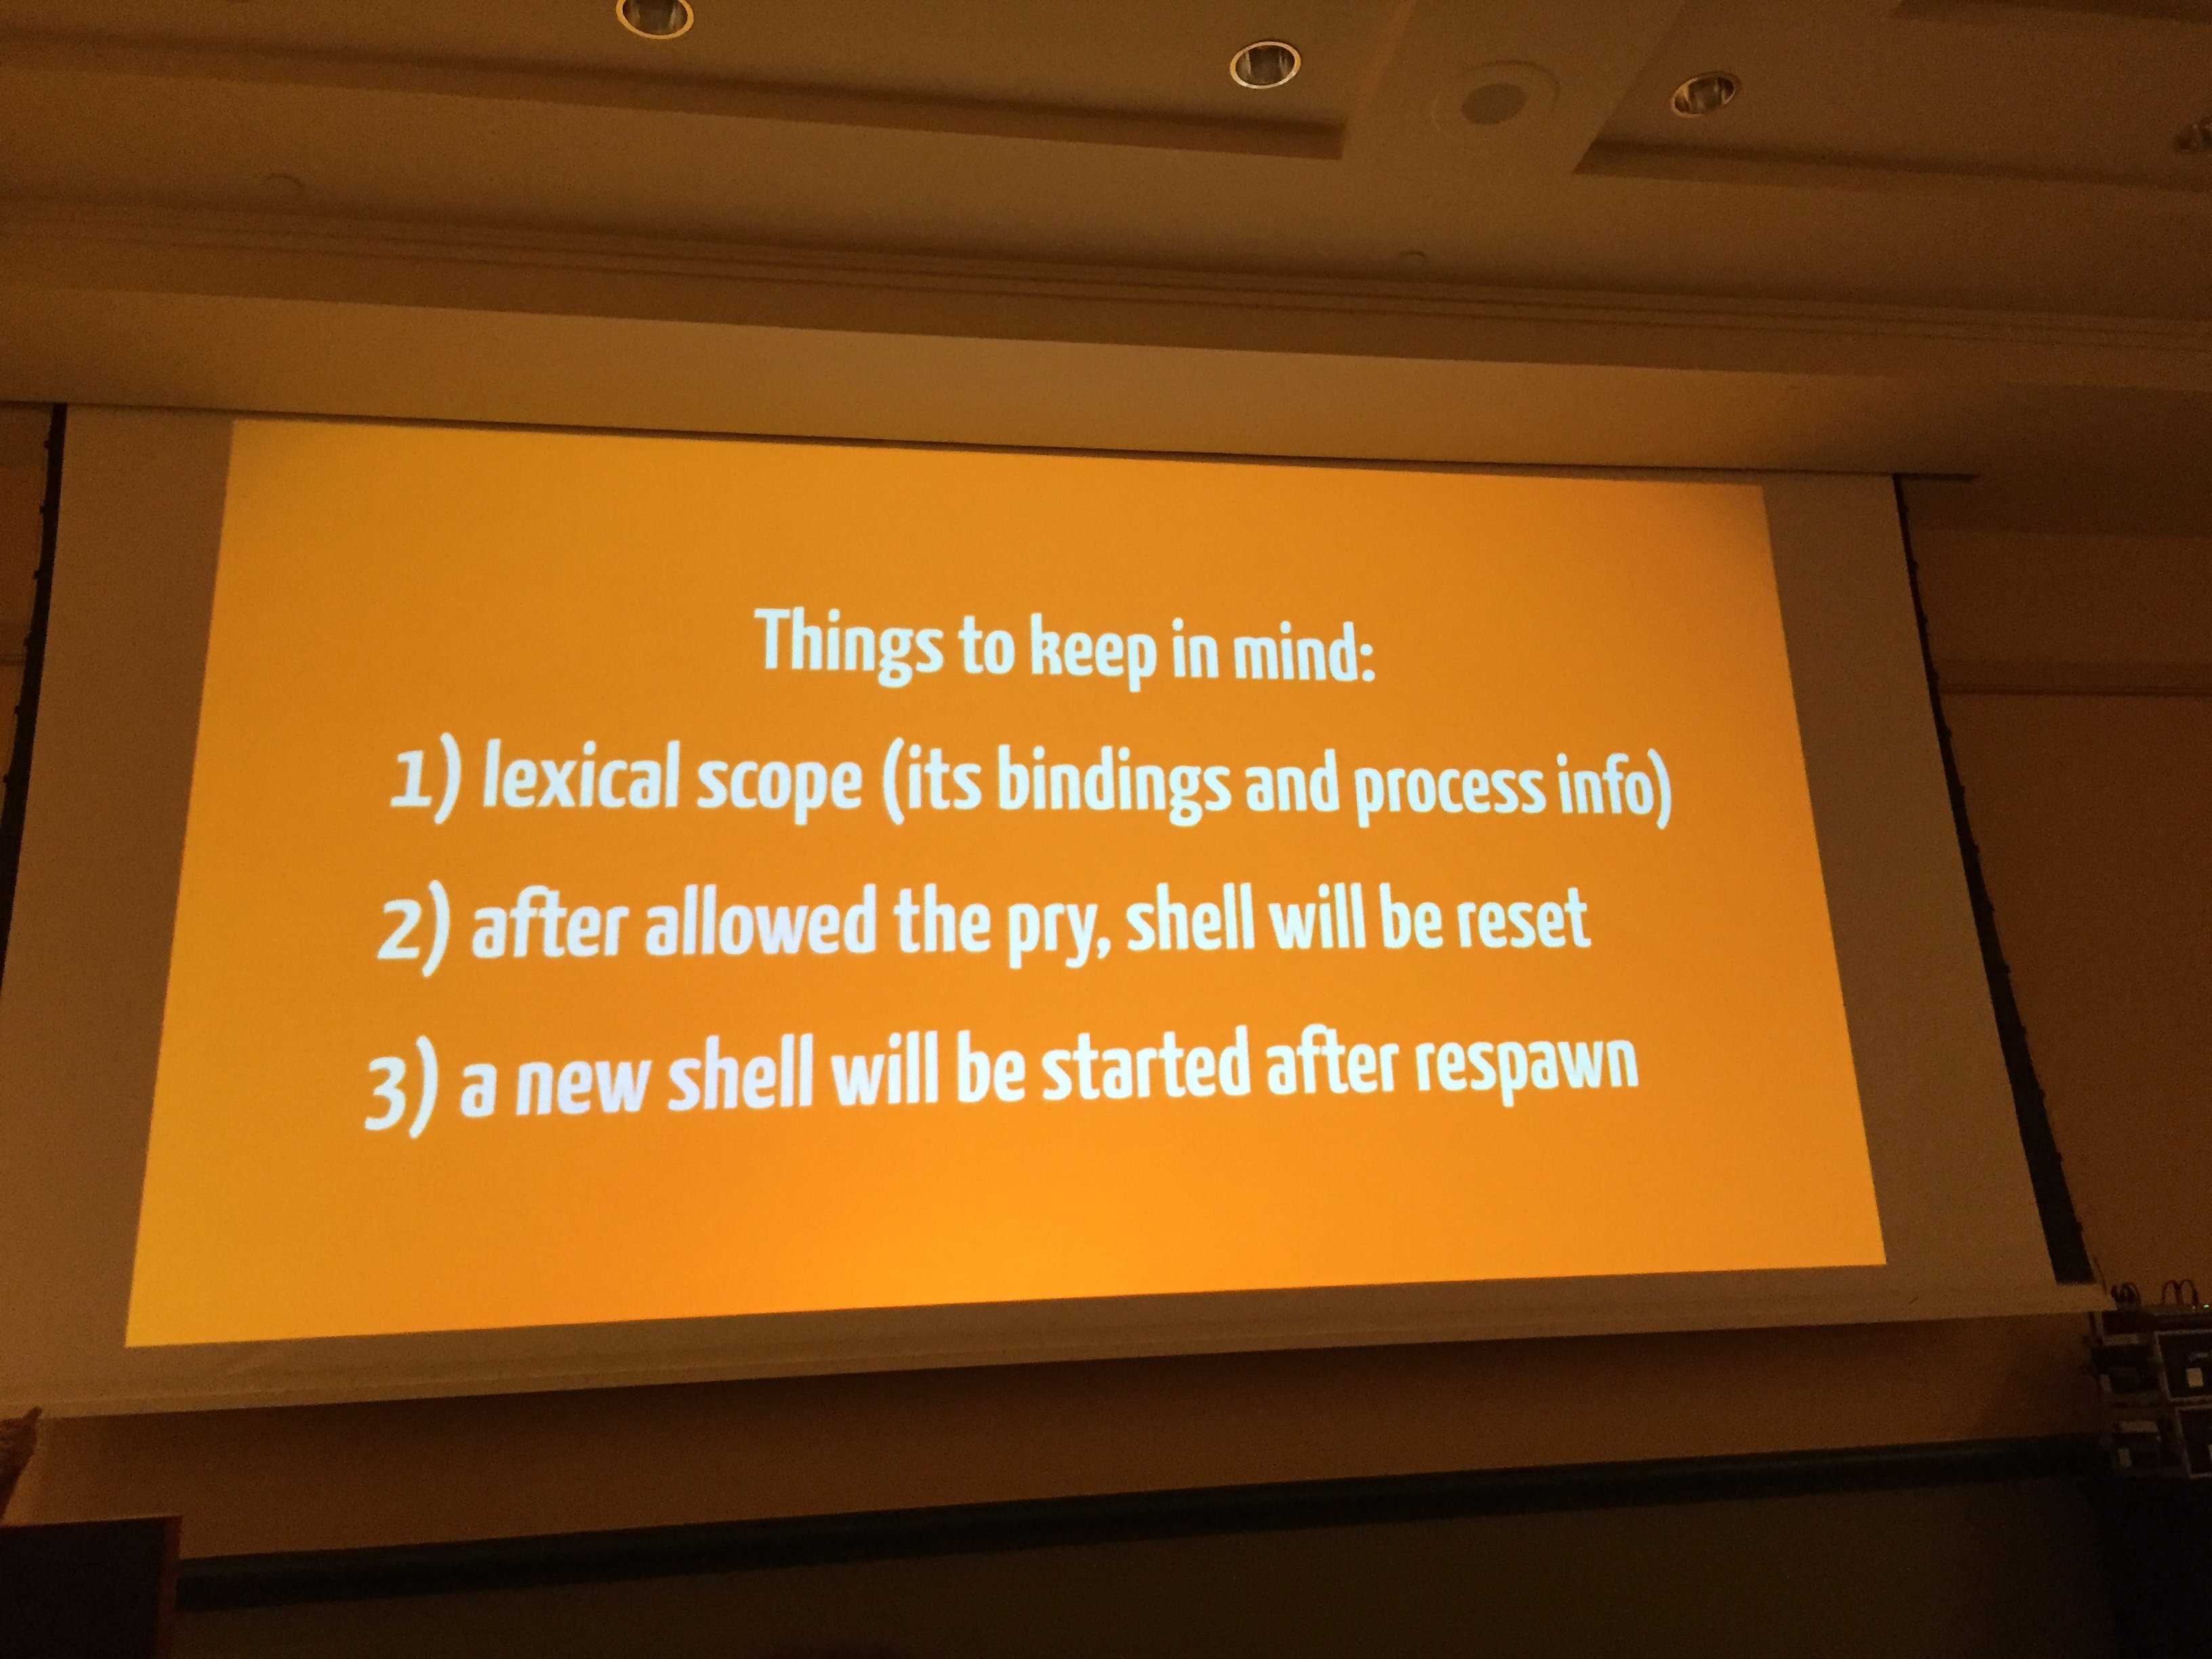 Things to keep in mind:
1) lexical scope (its bindings and process info)
2) after allowed the pry, shell will be reset
3) a new shell will be started after respawn